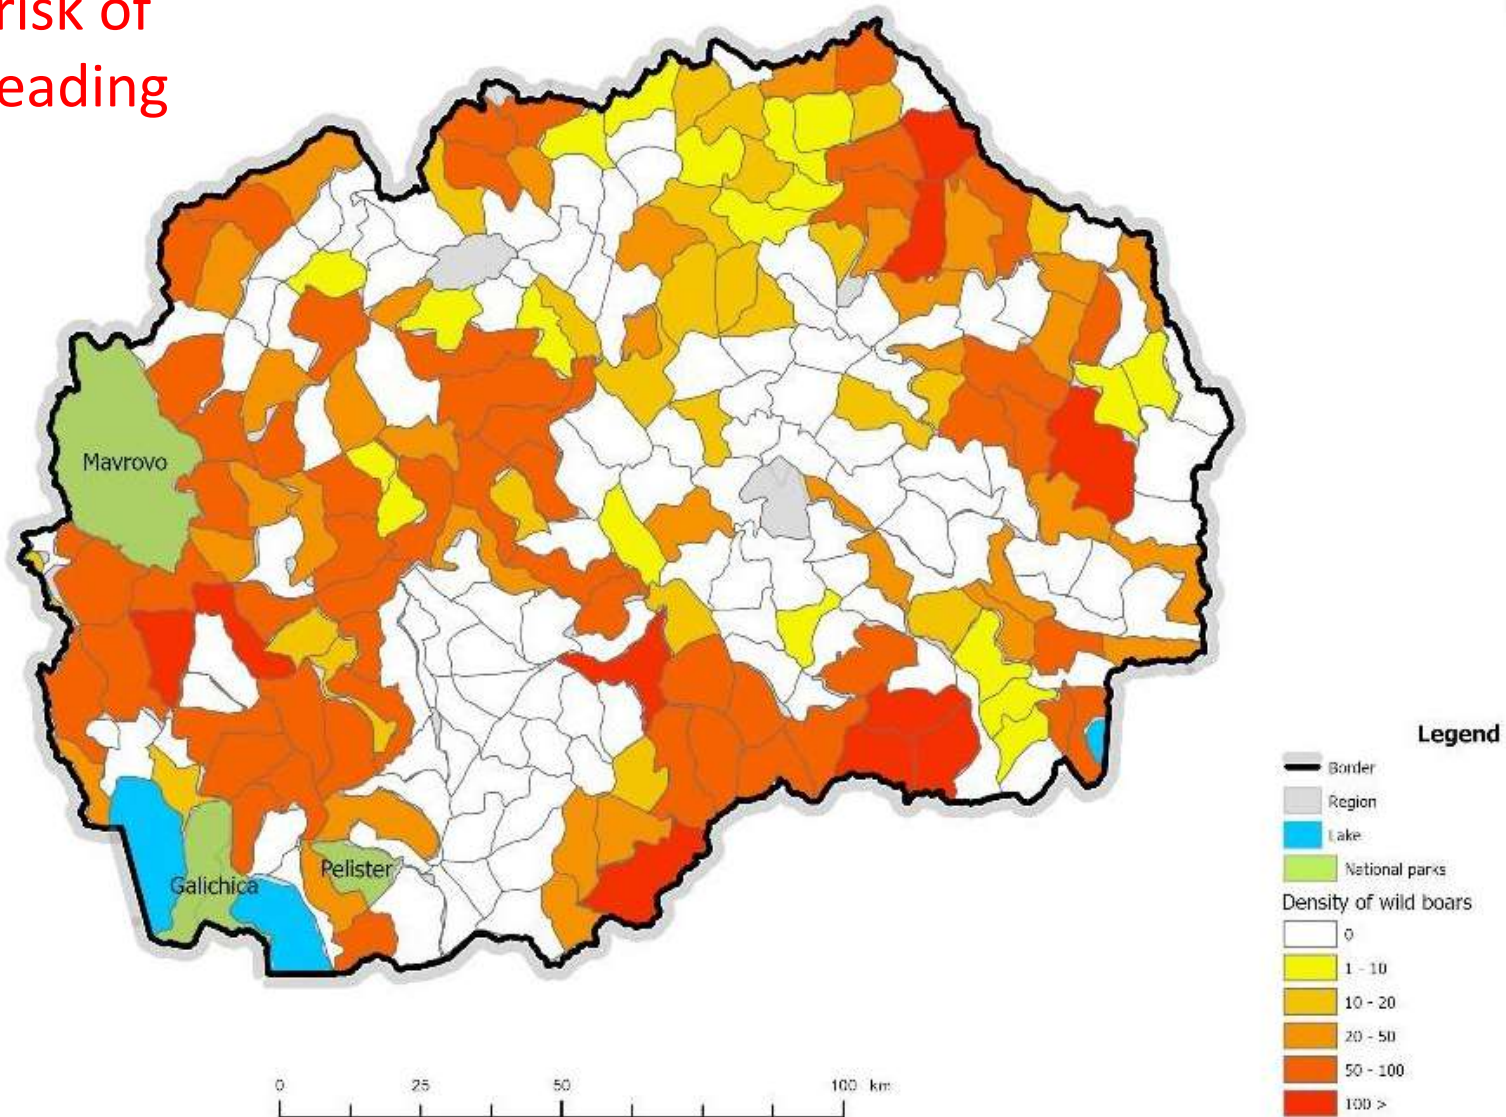 risk of
eading
Mavrovo
Pelister
Galichica
Legend
Border
Region
Lake
National parks
Density of wild boars
0
1 - 10
10 - 20
20 - 50
50 - 100
100 >
0 25 50 100 km